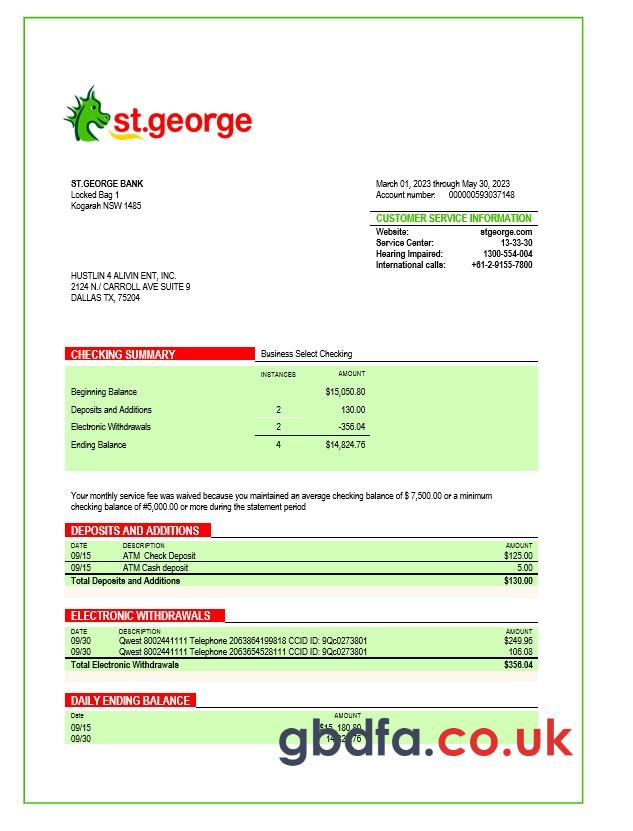 st.george
ST.GEORGE BANK
Locked Bag 1
Kogarah NSW 1485
March 01, 2023 through May 30, 2023
Account number: 000000593037148
CUSTOMER SERVICE INFORMATION
Website: stgeorge.com
Service Center: 13-33-30
Hearing Impaired: 1300-554-004
International calls: +61-2-9155-7800
HUSTLIN 4 ALIVIN ENT, INC.
2124 N./ CARROLL AVE SUITE 9
DALLAS TX, 75204
CHECKING SUMMARY Business Select Checking
INSTANCES AMOUNT
Beginning Balance $15,050.80
Deposits and Additions 2 130.00
Electronic Withdrawals 2 -356.04
Ending Balance 4 $14,824.76
Your monthly service fee was waived because you maintained an average checking balance of $ 7,500.00 or a minimum
checking balance of #5,000.00 or more during the statement period
DEPOSITS AND ADDITIONS
DATE DESCRIPTION AMOUNT
09/15 ATM Check Deposit $125.00
09/15 ATM Cash deposit 5.00
Total Deposits and Additions $130.00
ELECTRONIC WITHDRAWALS
DATE DESCRIPTION AMOUNT
09/30 Qwest 8002441111 Telephone 2063864199818 CCID ID: 9Qc0273801 $249.96
09/30 Qwest 8002441111 Telephone 2063654528111 CCID ID: 9Qc0273801 106.08
Total Electronic Withdrawals $356.04
DAILY ENDING BALANCE
Date AMOUNT
09/15
09/30
gbdfa.co.uk